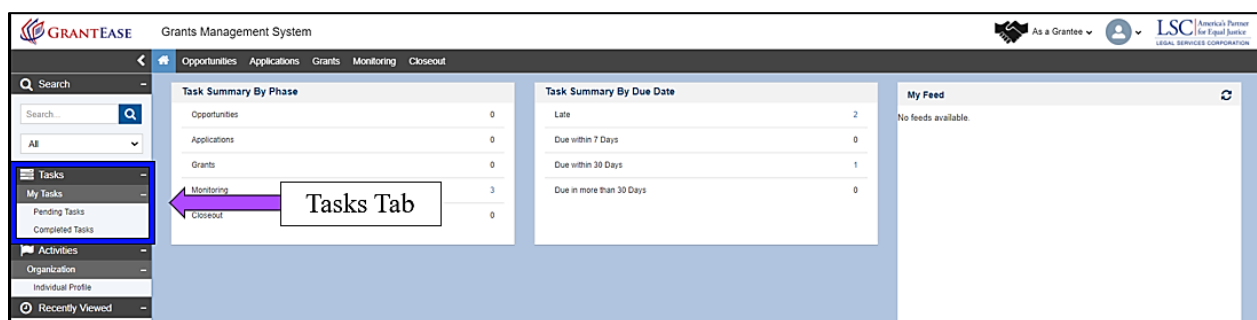 GRANTEASE
Grants Management System
As a Grantee
LSC America's Partner for Equal Justice
LEGAL SERVICES CORPORATION
Opportunities Applications Grants Monitoring Closeout
Search
Search...
All
Tasks
My Tasks
Pending Tasks
Completed Tasks
Activities
Organization
Individual Profile
Recently Viewed
Task Summary By Phase
Opportunities 0
Applications 0
Grants 0
Monitoring 3
Closeout 0
Tasks Tab
Task Summary By Due Date
Late 2
Due within 7 Days 0
Due within 30 Days 1
Due in more than 30 Days 0
My Feed
No feeds available.